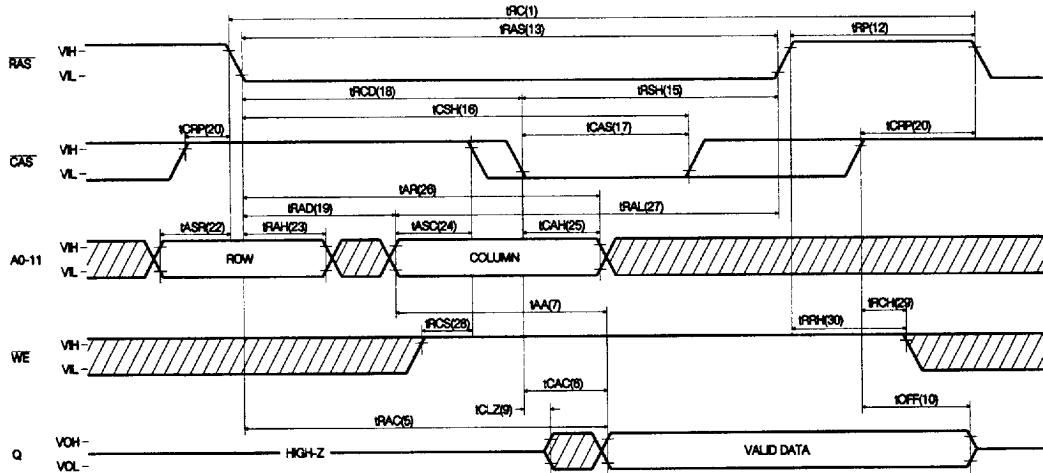 tRC(1)
tRAS(13) tRP(12)
RAS VIH–
VIL–
tRCD(18) tRSH(15)
tCSH(16)
tCRP(20) tCAS(17) tCRP(20)
CAS VIH–
VIL–
tAR(26)
tRAD(19) tRAL(27)
tASR(22) tRAH(23) tASC(24) tCAH(25)
A0-11 VIH–
VIL–
ROW COLUMN
tAA(7)
tRCS(28) tRCH(29)
tRRH(30)
WE VIH–
VIL–
tCAC(6)
tCLZ(9) tOFF(10)
tRAC(5)
Q VOH–
VOL–
HIGH-Z VALID DATA